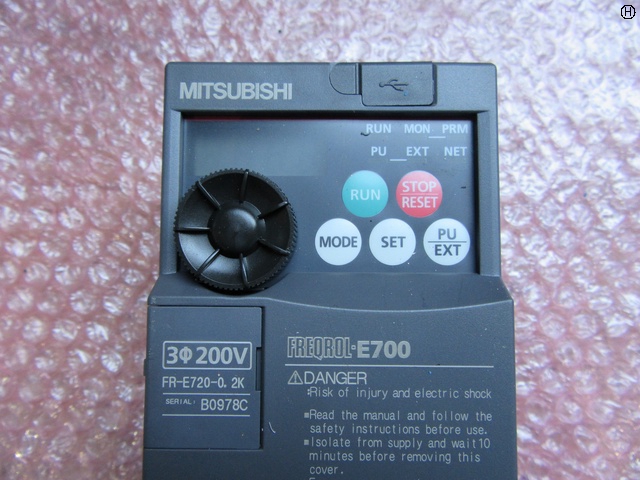 H
MITSUBISHI
RUN MON PRM
PU EXT NET
RUN
STOP
RESET
MODE
SET
PU
EXT
3Φ200V
FR-E720-0.2K
SERIAL: B0978C
FREQROL-E700
⚠DANGER
:Risk of injury and electric shock
▪Read the manual and follow the
safety instructions before use.
▪Isolate from supply and wait10
minutes before removing this
cover.